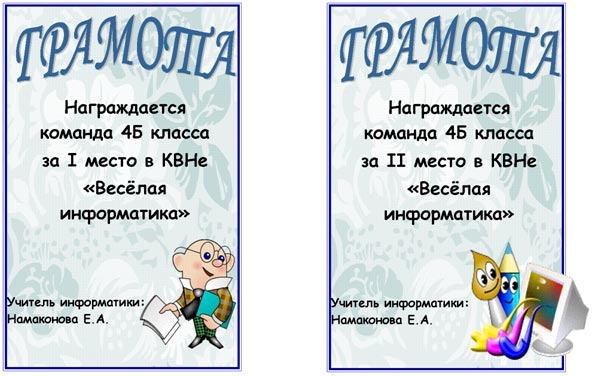 ГРАМОТА
Награждается
команда 4Б класса
за I место в КВНе
«Весёлая
информатика»
Учитель информатики:
Намаконова Е.А.
ГРАМОТА
Награждается
команда 4Б класса
за II место в КВНе
«Весёлая
информатика»
Учитель информатики:
Намаконова Е.А.